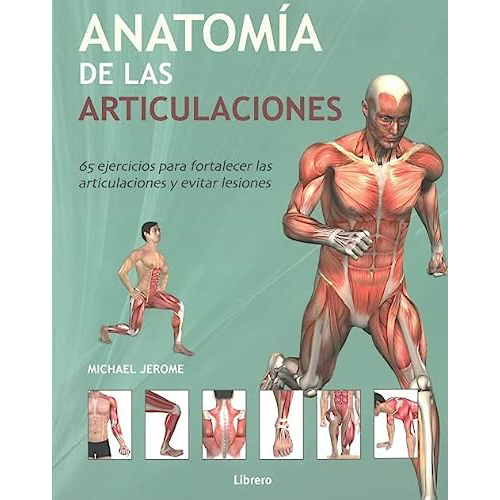 ANATOMÍA
DE LAS
ARTICULACIONES
65 ejercicios para fortalecer las
articulaciones y evitar lesiones
MICHAEL JEROME
Librero